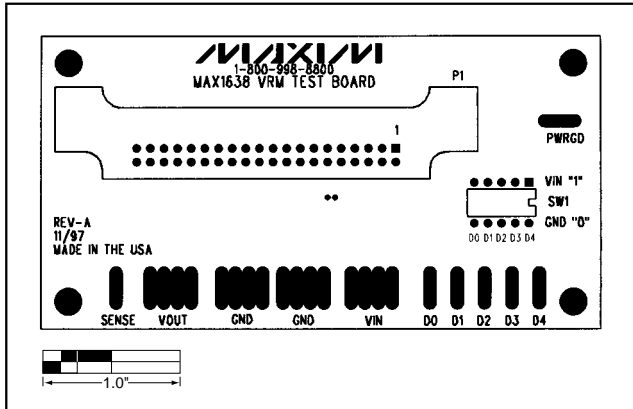 MAXIM
1-800-998-8800
MAX1638 VRM TEST BOARD
P1
1
PWRGD
VIN "1"
SW1
GND "0"
D0 D1 D2 D3 D4
REV-A
11/97
MADE IN THE USA
SENSE VOUT GND GND VIN D0 D1 D2 D3 D4
1.0"